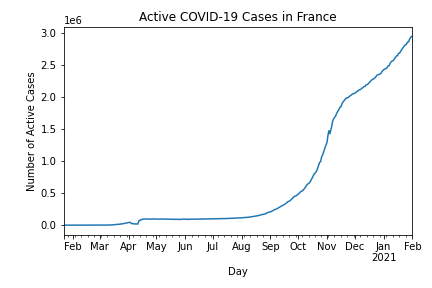 Active COVID-19 Cases in France
1e6
3.0
2.5
2.0
1.5
1.0
0.5
0.0
Number of Active Cases
Feb Mar Apr May Jun Jul Aug Sep Oct Nov Dec Jan Feb
2021
Day